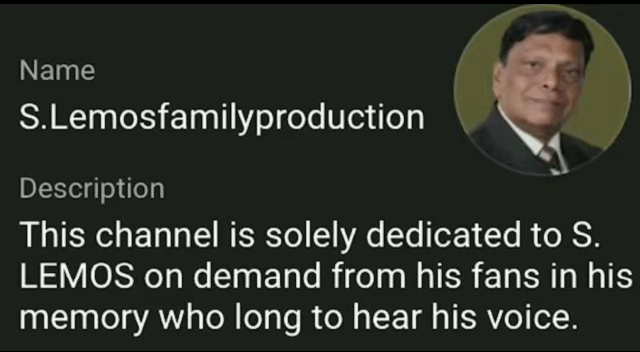 Name
S.Lemosfamilyproduction
Description
This channel is solely dedicated to S.
LEMOS on demand from his fans in his
memory who long to hear his voice.